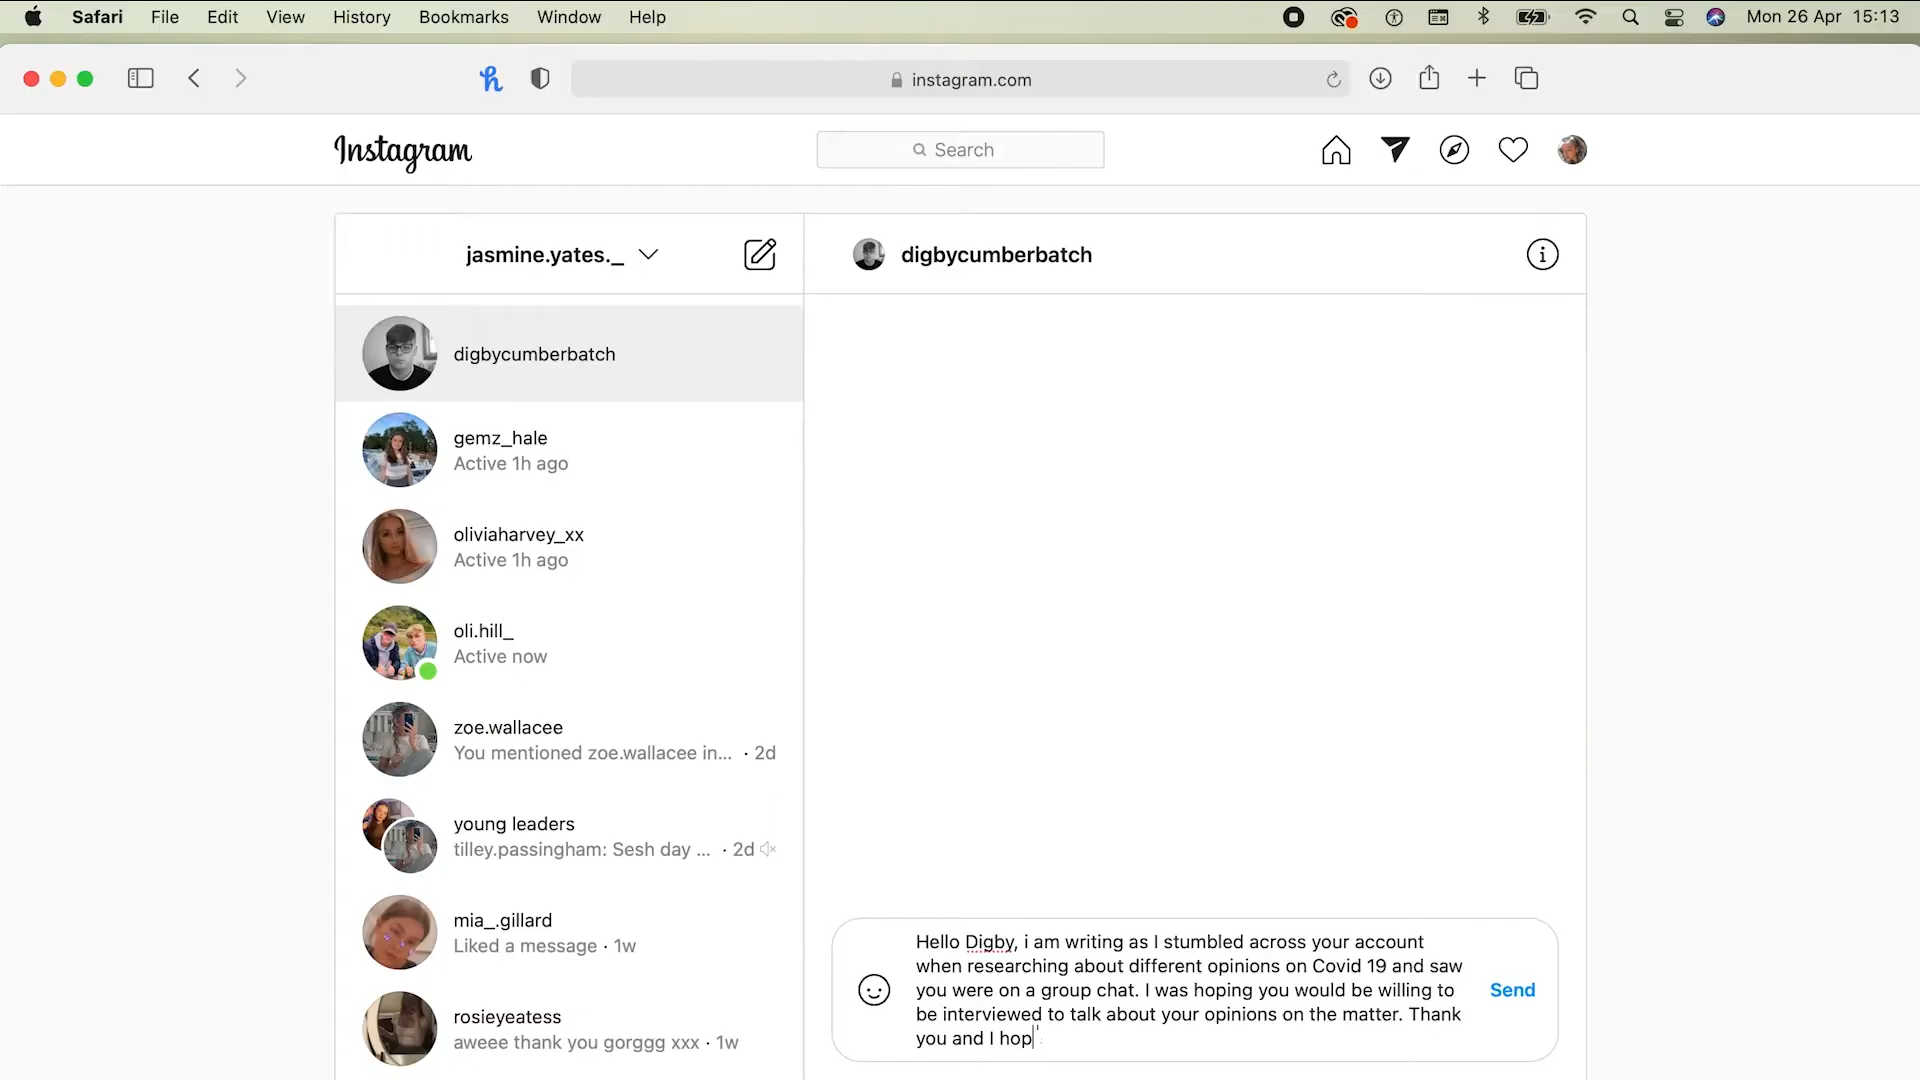 Safari File Edit View History Bookmarks Window Help Mon 26 Apr 15:13
instagram.com
Instagram
Search
jasmine.yates._
digbycumberbatch
digbycumberbatch
gemz_hale
Active 1h ago
oliviaharvey_xx
Active 1h ago
oli.hill_
Active now
zoe.wallacee
You mentioned zoe.wallacee in... · 2d
young leaders
tilley.passingham: Sesh day ... · 2d
mia_.gillard
Liked a message · 1w
rosieyeatess
aweee thank you gorggg xxx · 1w
Hello Digby, i am writing as I stumbled across your account
when researching about different opinions on Covid 19 and saw
you were on a group chat. I was hoping you would be willing to
be interviewed to talk about your opinions on the matter. Thank
you and I hop
Send